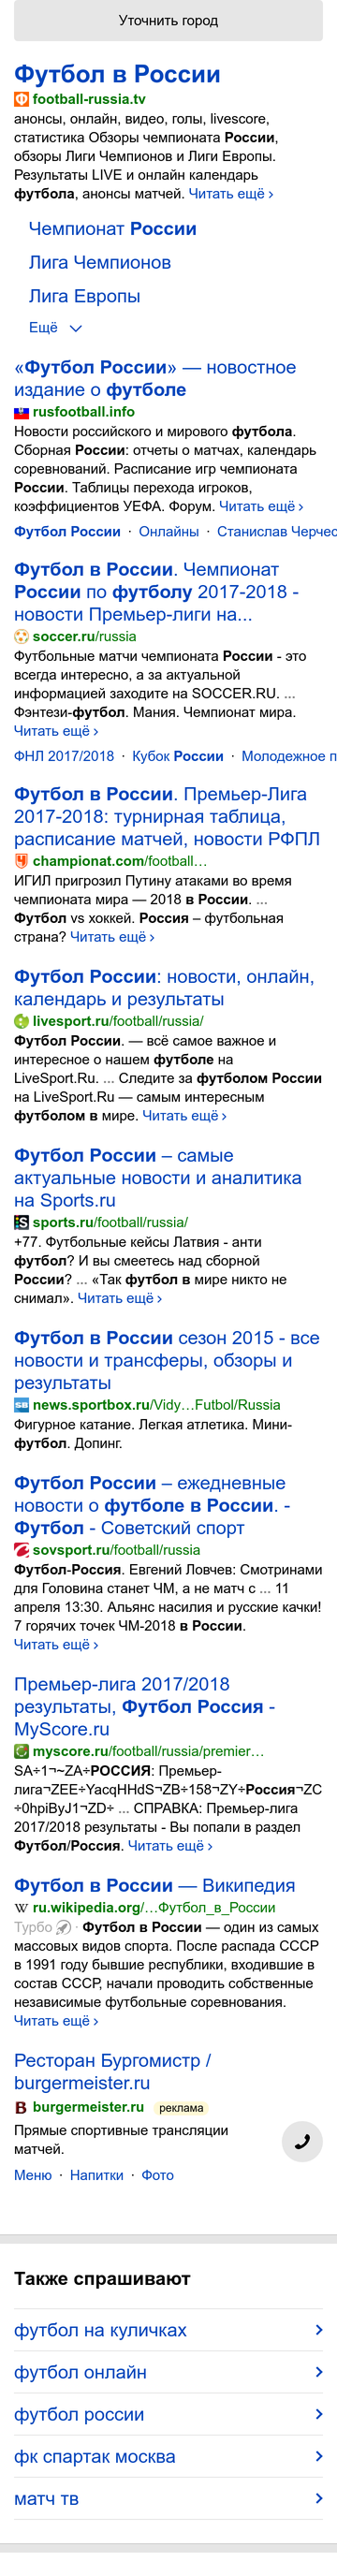 Уточнить город
Футбол в России
football-russia.tv
анонсы, онлайн, видео, голы, livescore,
статистика Обзоры чемпионата России,
обзоры Лиги Чемпионов и Лиги Европы.
Результаты LIVE и онлайн календарь
футбола, анонсы матчей. Читать ещё ›
Чемпионат России
Лига Чемпионов
Лига Европы
Ещё
«Футбол России» — новостное
издание о футболе
rusfootball.info
Новости российского и мирового футбола.
Сборная России: отчеты о матчах, календарь
соревнований. Расписание игр чемпионата
России. Таблицы перехода игроков,
коэффициентов УЕФА. Форум. Читать ещё ›
Футбол России · Онлайны · Станислав Черчес
Футбол в России. Чемпионат
России по футболу 2017-2018 -
новости Премьер-лиги на...
soccer.ru/russia
Футбольные матчи чемпионата России - это
всегда интересно, а за актуальной
информацией заходите на SOCCER.RU. ...
Фэнтези-футбол. Мания. Чемпионат мира.
Читать ещё ›
ФНЛ 2017/2018 · Кубок России · Молодежное п
Футбол в России. Премьер-Лига
2017-2018: турнирная таблица,
расписание матчей, новости РФПЛ
championat.com/football…
ИГИЛ пригрозил Путину атаками во время
чемпионата мира — 2018 в России. ...
Футбол vs хоккей. Россия – футбольная
страна? Читать ещё ›
Футбол России: новости, онлайн,
календарь и результаты
livesport.ru/football/russia/
Футбол России. — всё самое важное и
интересное о нашем футболе на
LiveSport.Ru. ... Следите за футболом России
на LiveSport.Ru — самым интересным
футболом в мире. Читать ещё ›
Футбол России – самые
актуальные новости и аналитика
на Sports.ru
sports.ru/football/russia/
+77. Футбольные кейсы Латвия - анти
футбол? И вы смеетесь над сборной
России? ... «Так футбол в мире никто не
снимал». Читать ещё ›
Футбол в России сезон 2015 - все
новости и трансферы, обзоры и
результаты
news.sportbox.ru/Vidy…Futbol/Russia
Фигурное катание. Легкая атлетика. Мини-
футбол. Допинг.
Футбол России – ежедневные
новости о футболе в России. -
Футбол - Советский спорт
sovsport.ru/football/russia
Футбол-Россия. Евгений Ловчев: Смотринами
для Головина станет ЧМ, а не матч с ... 11
апреля 13:30. Альянс насилия и русские качки!
7 горячих точек ЧМ-2018 в России.
Читать ещё ›
Премьер-лига 2017/2018
результаты, Футбол Россия -
MyScore.ru
myscore.ru/football/russia/premier…
SA÷1¬~ZA÷РОССИЯ: Премьер-
лига¬ZEE÷YacqHHdS¬ZB÷158¬ZY÷Россия¬ZC
÷0hpiByJ1¬ZD÷ ... СПРАВКА: Премьер-лига
2017/2018 результаты - Вы попали в раздел
Футбол/Россия. Читать ещё ›
Футбол в России — Википедия
ru.wikipedia.org/…Футбол_в_России
Турбо · Футбол в России — один из самых
массовых видов спорта. После распада СССР
в 1991 году бывшие республики, входившие в
состав СССР, начали проводить собственные
независимые футбольные соревнования.
Читать ещё ›
Ресторан Бургомистр /
burgermeister.ru
burgermeister.ru реклама
Прямые спортивные трансляции
матчей.
Меню · Напитки · Фото
Также спрашивают
футбол на куличках
футбол онлайн
футбол россии
фк спартак москва
матч тв